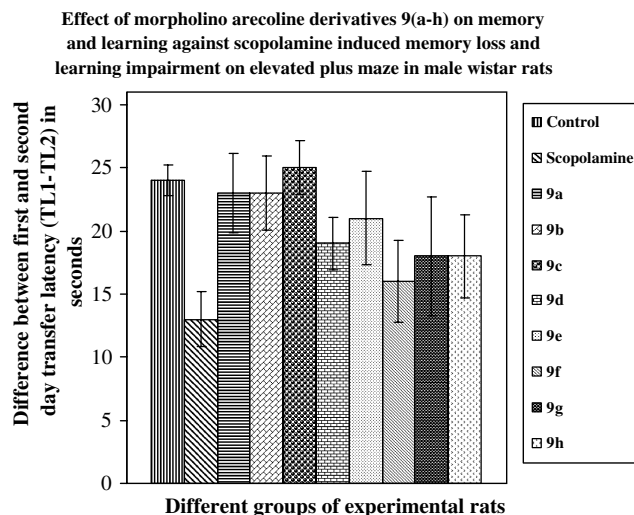 Effect of morpholino arecoline derivatives 9(a-h) on memory
and learning against scopolamine induced memory loss and
learning impairment on elevated plus maze in male wistar rats
Difference between first and second
day transfer latency (TL1-TL2) in
seconds
30
25
20
15
10
5
0
Different groups of experimental rats
Control
Scopolamine
9a
9b
9c
9d
9e
9f
9g
9h